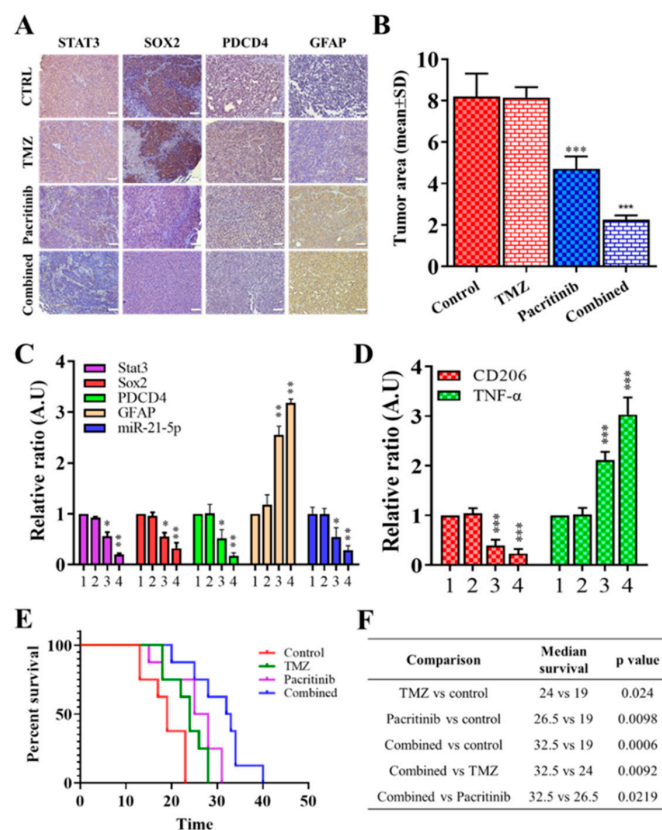 A
STAT3 SOX2 PDCD4 GFAP
CTRL
TMZ
Pacritinib
Combined
B
Tumor area (mean±SD)
10
8
6
4
2
0
***
***
Control TMZ Pacritinib Combined
C
Relative ratio (A.U)
4
3
2
1
0
Stat3
Sox2
PDCD4
GFAP
miR-21-5p
* ** * ** * ** ** ** * **
1 2 3 4 1 2 3 4 1 2 3 4 1 2 3 4 1 2 3 4
D
Relative ratio (A.U)
4
3
2
1
0
CD206
TNF-α
*** *** *** ***
1 2 3 4 1 2 3 4
E
Percent survival
100
50
0
Control
TMZ
Pacritinib
Combined
0 10 20 30 40 50
Time
F
Comparison Median survival p value
TMZ vs control 24 vs 19 0.024
Pacritinib vs control 26.5 vs 19 0.0098
Combined vs control 32.5 vs 19 0.0006
Combined vs TMZ 32.5 vs 24 0.0092
Combined vs Pacritinib 32.5 vs 26.5 0.0219